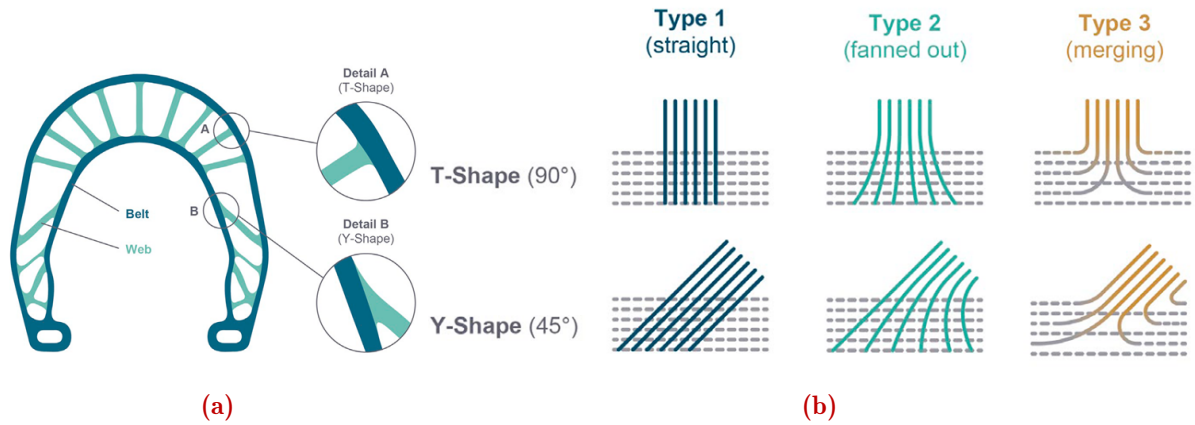 Detail A
(T-Shape)
A
B
Belt
Web
Detail B
(Y-Shape)
(a)
Type 1
(straight)
Type 2
(fanned out)
Type 3
(merging)
T-Shape (90°)
Y-Shape (45°)
(b)